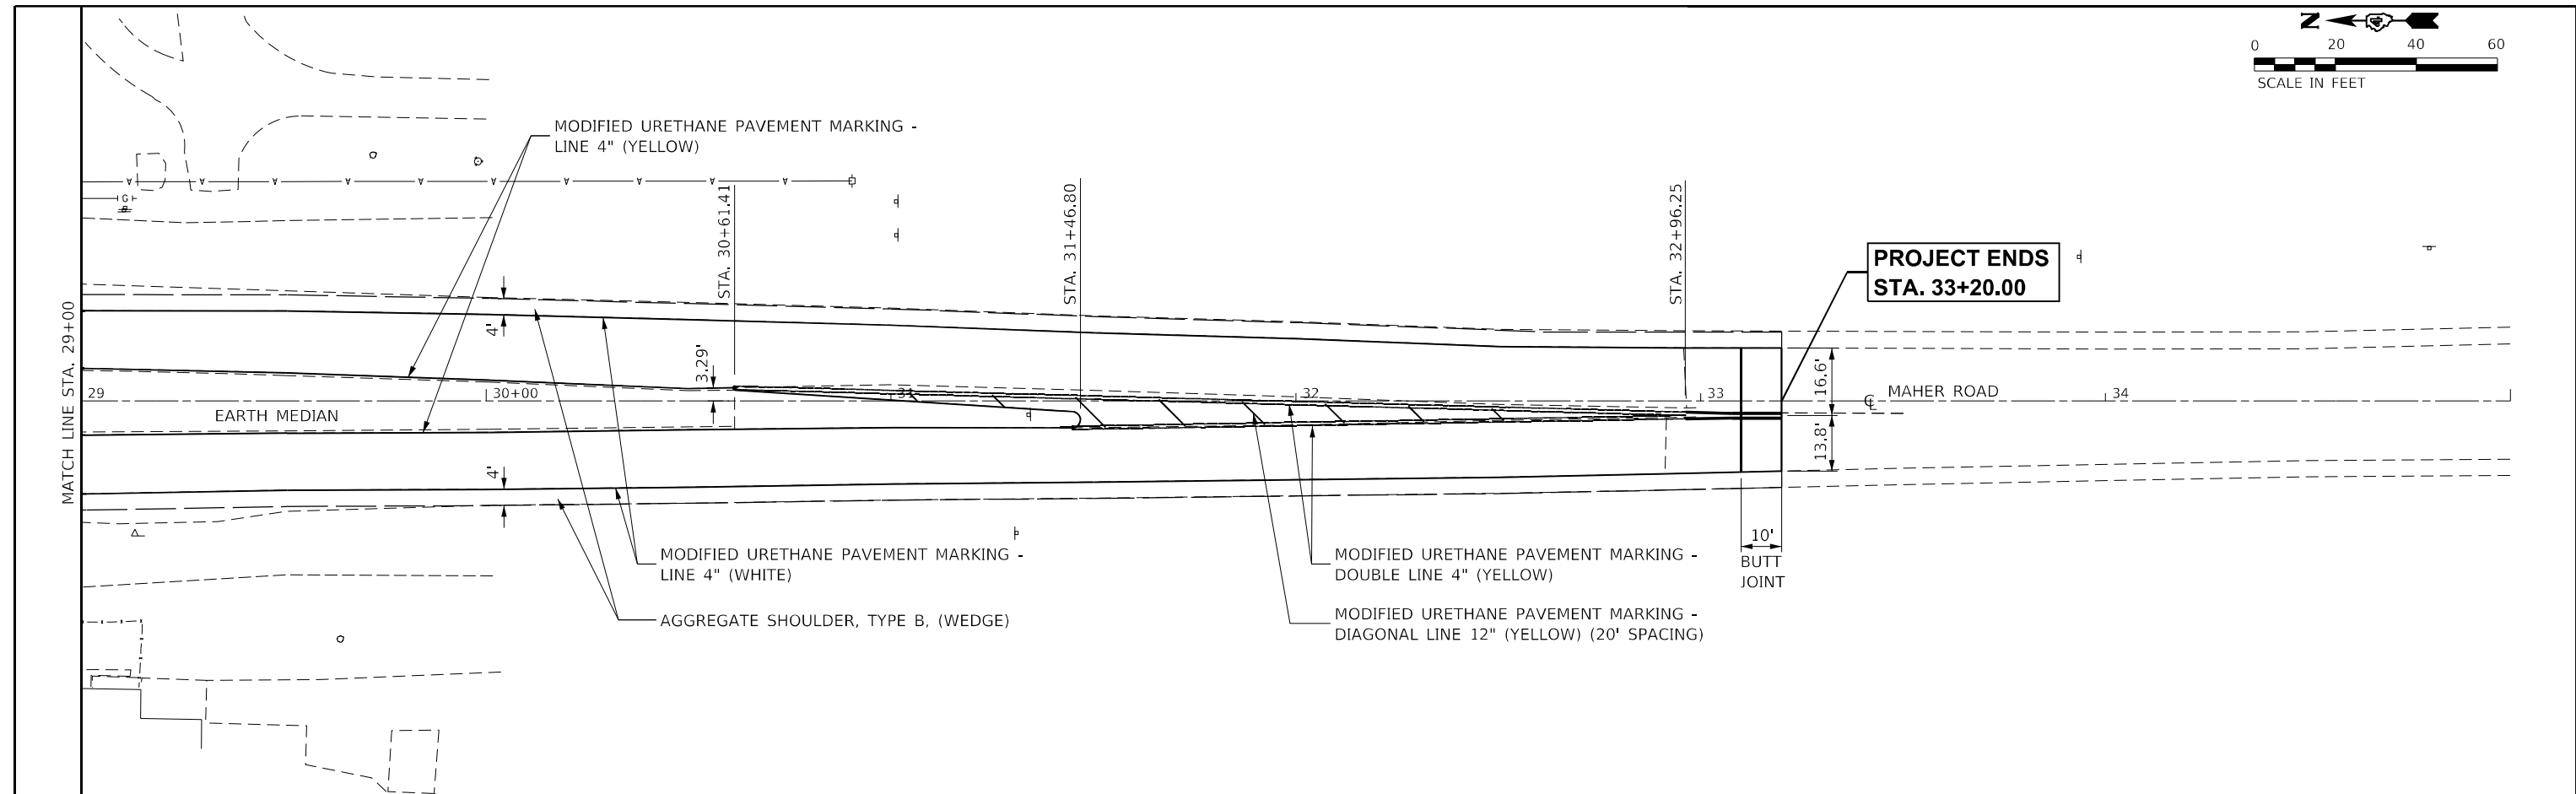 N
0 20 40 60
SCALE IN FEET
MODIFIED URETHANE PAVEMENT MARKING -
LINE 4" (YELLOW)
G
STA. 30+61.41
STA. 31+46.80
STA. 32+96.25
PROJECT ENDS
STA. 33+20.00
MATCH LINE STA. 29+00
4'
3.29'
29
30+00
31
32
33
34
16.6'
℄ MAHER ROAD
EARTH MEDIAN
13.8'
4'
10'
BUTT
JOINT
MODIFIED URETHANE PAVEMENT MARKING -
LINE 4" (WHITE)
AGGREGATE SHOULDER, TYPE B, (WEDGE)
MODIFIED URETHANE PAVEMENT MARKING -
DOUBLE LINE 4" (YELLOW)
MODIFIED URETHANE PAVEMENT MARKING -
DIAGONAL LINE 12" (YELLOW) (20' SPACING)